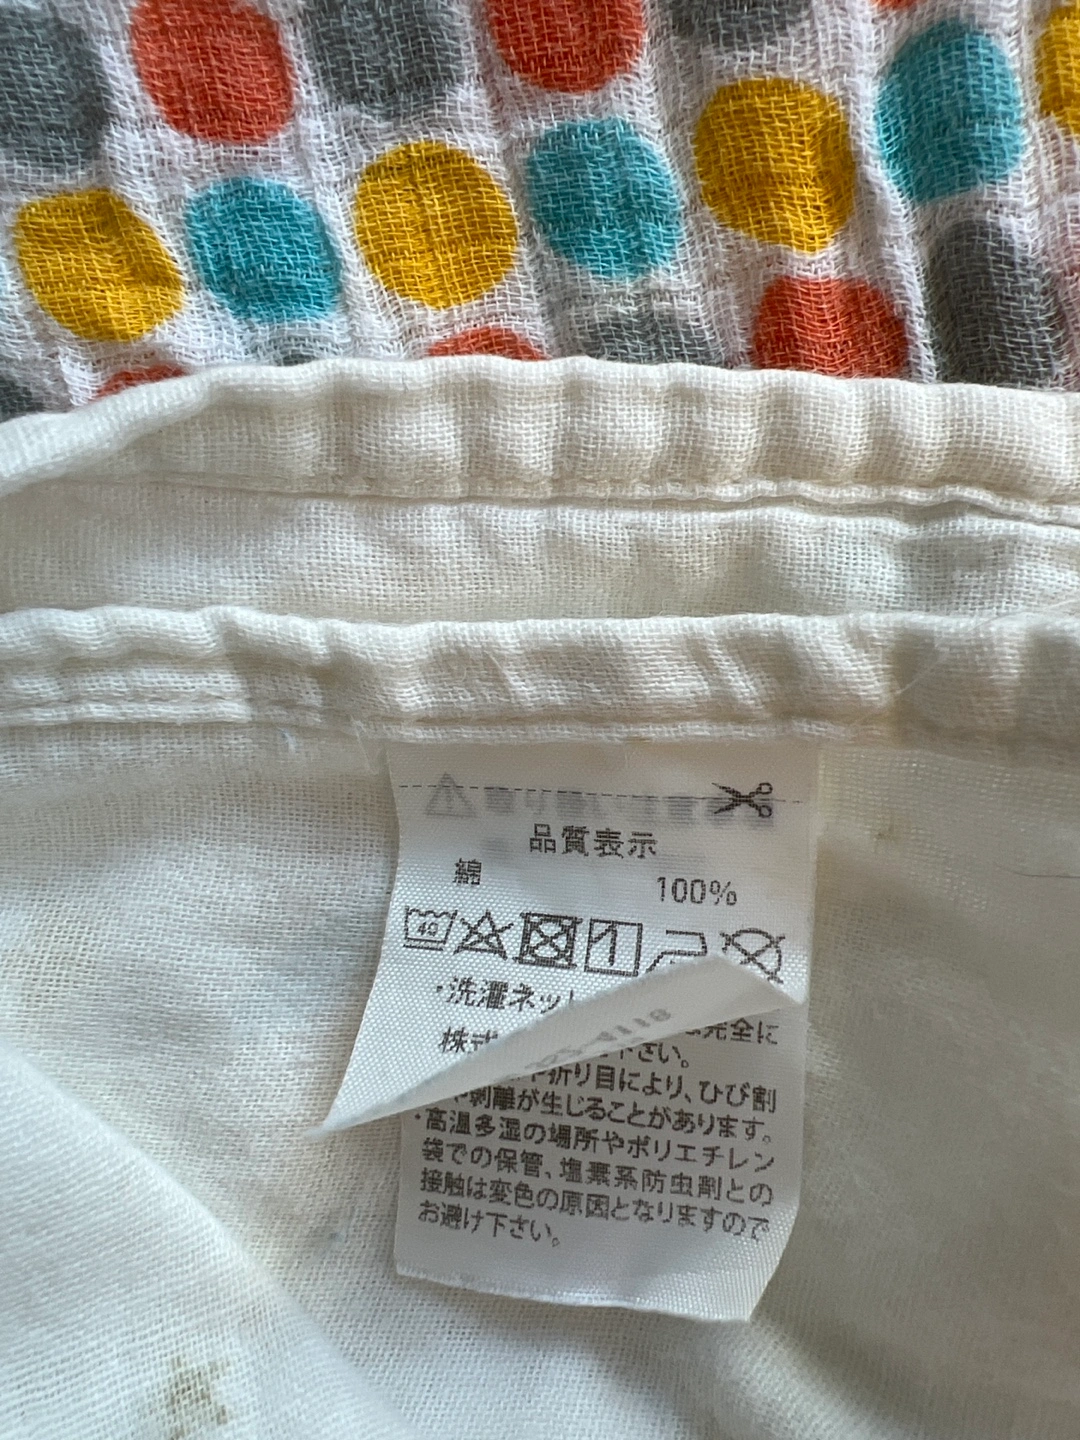 品質表示
綿 100%
40
・洗濯ネット
株式
完全に
下さい。
折り目により、ひび割
や剥離が生じることがあります。
・高温多湿の場所やポリエチレン
袋での保管、塩素系防虫剤との
接触は変色の原因となりますので
お避け下さい。